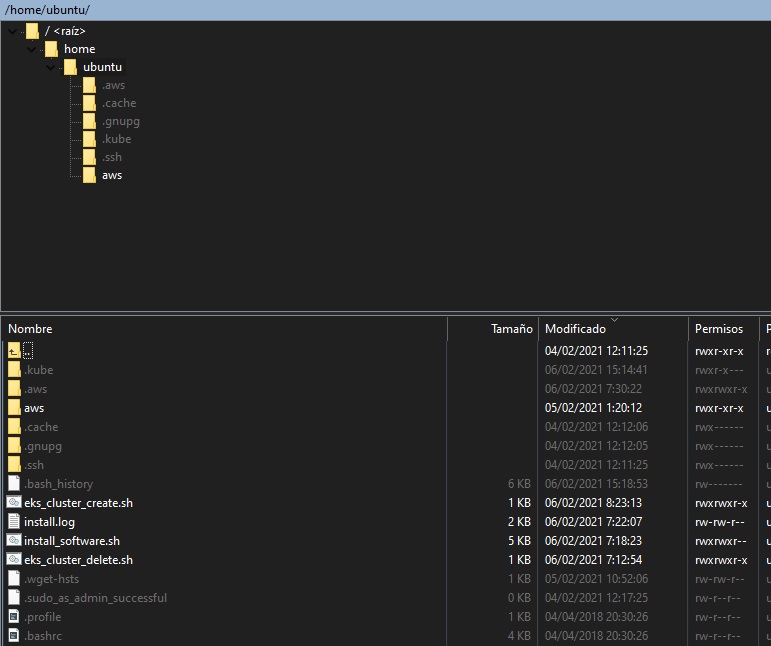 /home/ubuntu/
/ <raíz>
home
ubuntu
.aws
.cache
.gnupg
.kube
.ssh
aws
Nombre Tamaño Modificado Permisos P
.. 04/02/2021 12:11:25 rwxr-xr-x r
.kube 06/02/2021 15:14:41 rwxr-x--- u
.aws 06/02/2021 7:30:22 rwxrwxr-x u
aws 05/02/2021 1:20:12 rwxr-xr-x u
.cache 04/02/2021 12:12:06 rwx------ u
.gnupg 04/02/2021 12:12:05 rwx------ u
.ssh 04/02/2021 12:11:25 rwx------ u
.bash_history 6 KB 06/02/2021 15:18:53 rw------- u
eks_cluster_create.sh 1 KB 06/02/2021 8:23:13 rwxrwxr-x u
install.log 2 KB 06/02/2021 7:22:07 rw-rw-r-- u
install_software.sh 5 KB 06/02/2021 7:18:23 rwxrwxr-- u
eks_cluster_delete.sh 1 KB 06/02/2021 7:12:54 rwxrwxr-x u
.wget-hsts 1 KB 05/02/2021 10:52:06 rw-rw-r-- u
.sudo_as_admin_successful 0 KB 04/02/2021 12:17:25 rw-r--r-- u
.profile 1 KB 04/04/2018 20:30:26 rw-r--r-- u
.bashrc 4 KB 04/04/2018 20:30:26 rw-r--r-- u